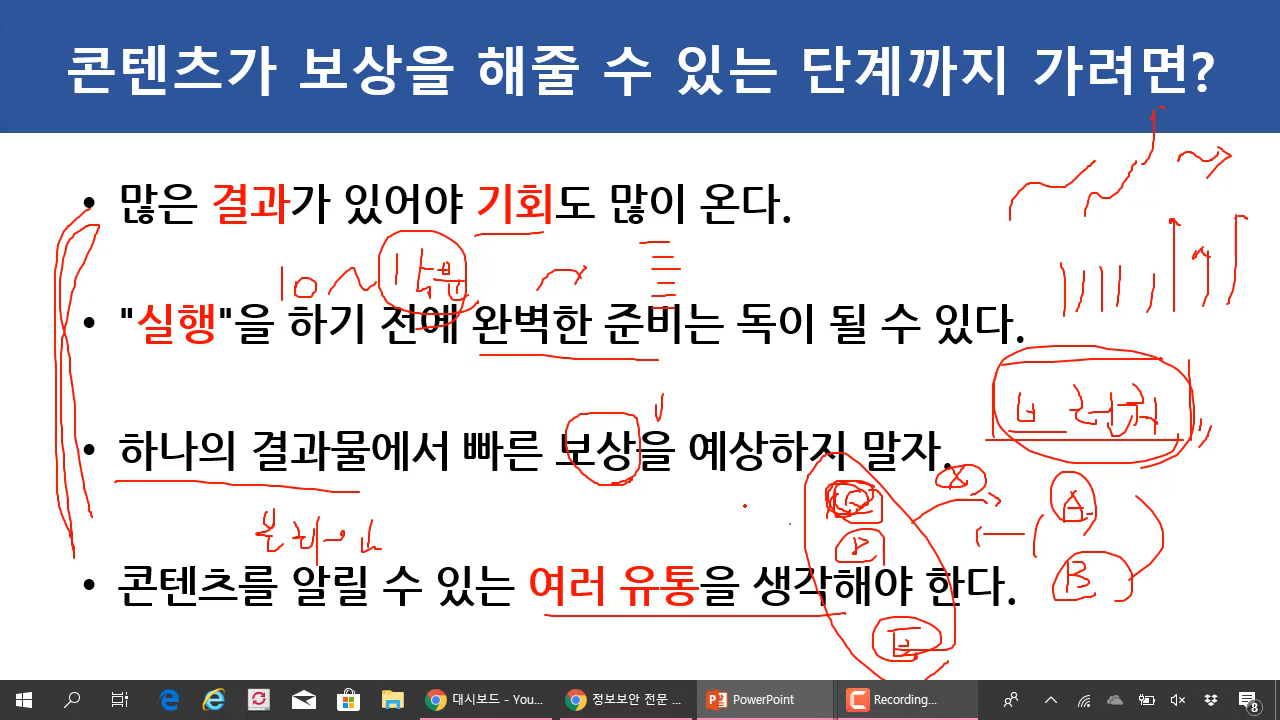 콘텐츠가 보상을 해줄 수 있는 단계까지 가려면?
• 많은 결과가 있어야 기회도 많이 온다.
10 ~ 15분
• "실행"을 하기 전에 완벽한 준비는 독이 될 수 있다.
• 하나의 결과물에서 빠른 보상을 예상하지 말자.
X
A
B
• 콘텐츠를 알릴 수 있는 여러 유통을 생각해야 한다.
E
대시보드 - You...
정보보안 전문 ...
PowerPoint
Recording...
8